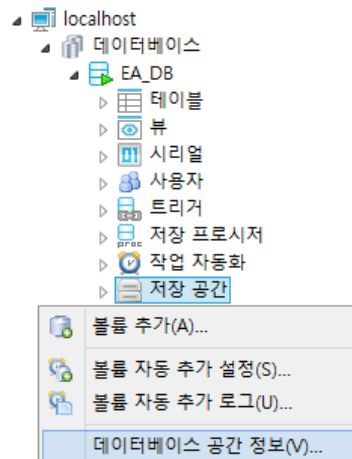 localhost
데이터베이스
EA_DB
테이블
뷰
시리얼
사용자
트리거
저장 프로시저
작업 자동화
저장 공간
볼륨 추가(A)...
볼륨 자동 추가 설정(S)...
볼륨 자동 추가 로그(U)...
데이터베이스 공간 정보(V)...